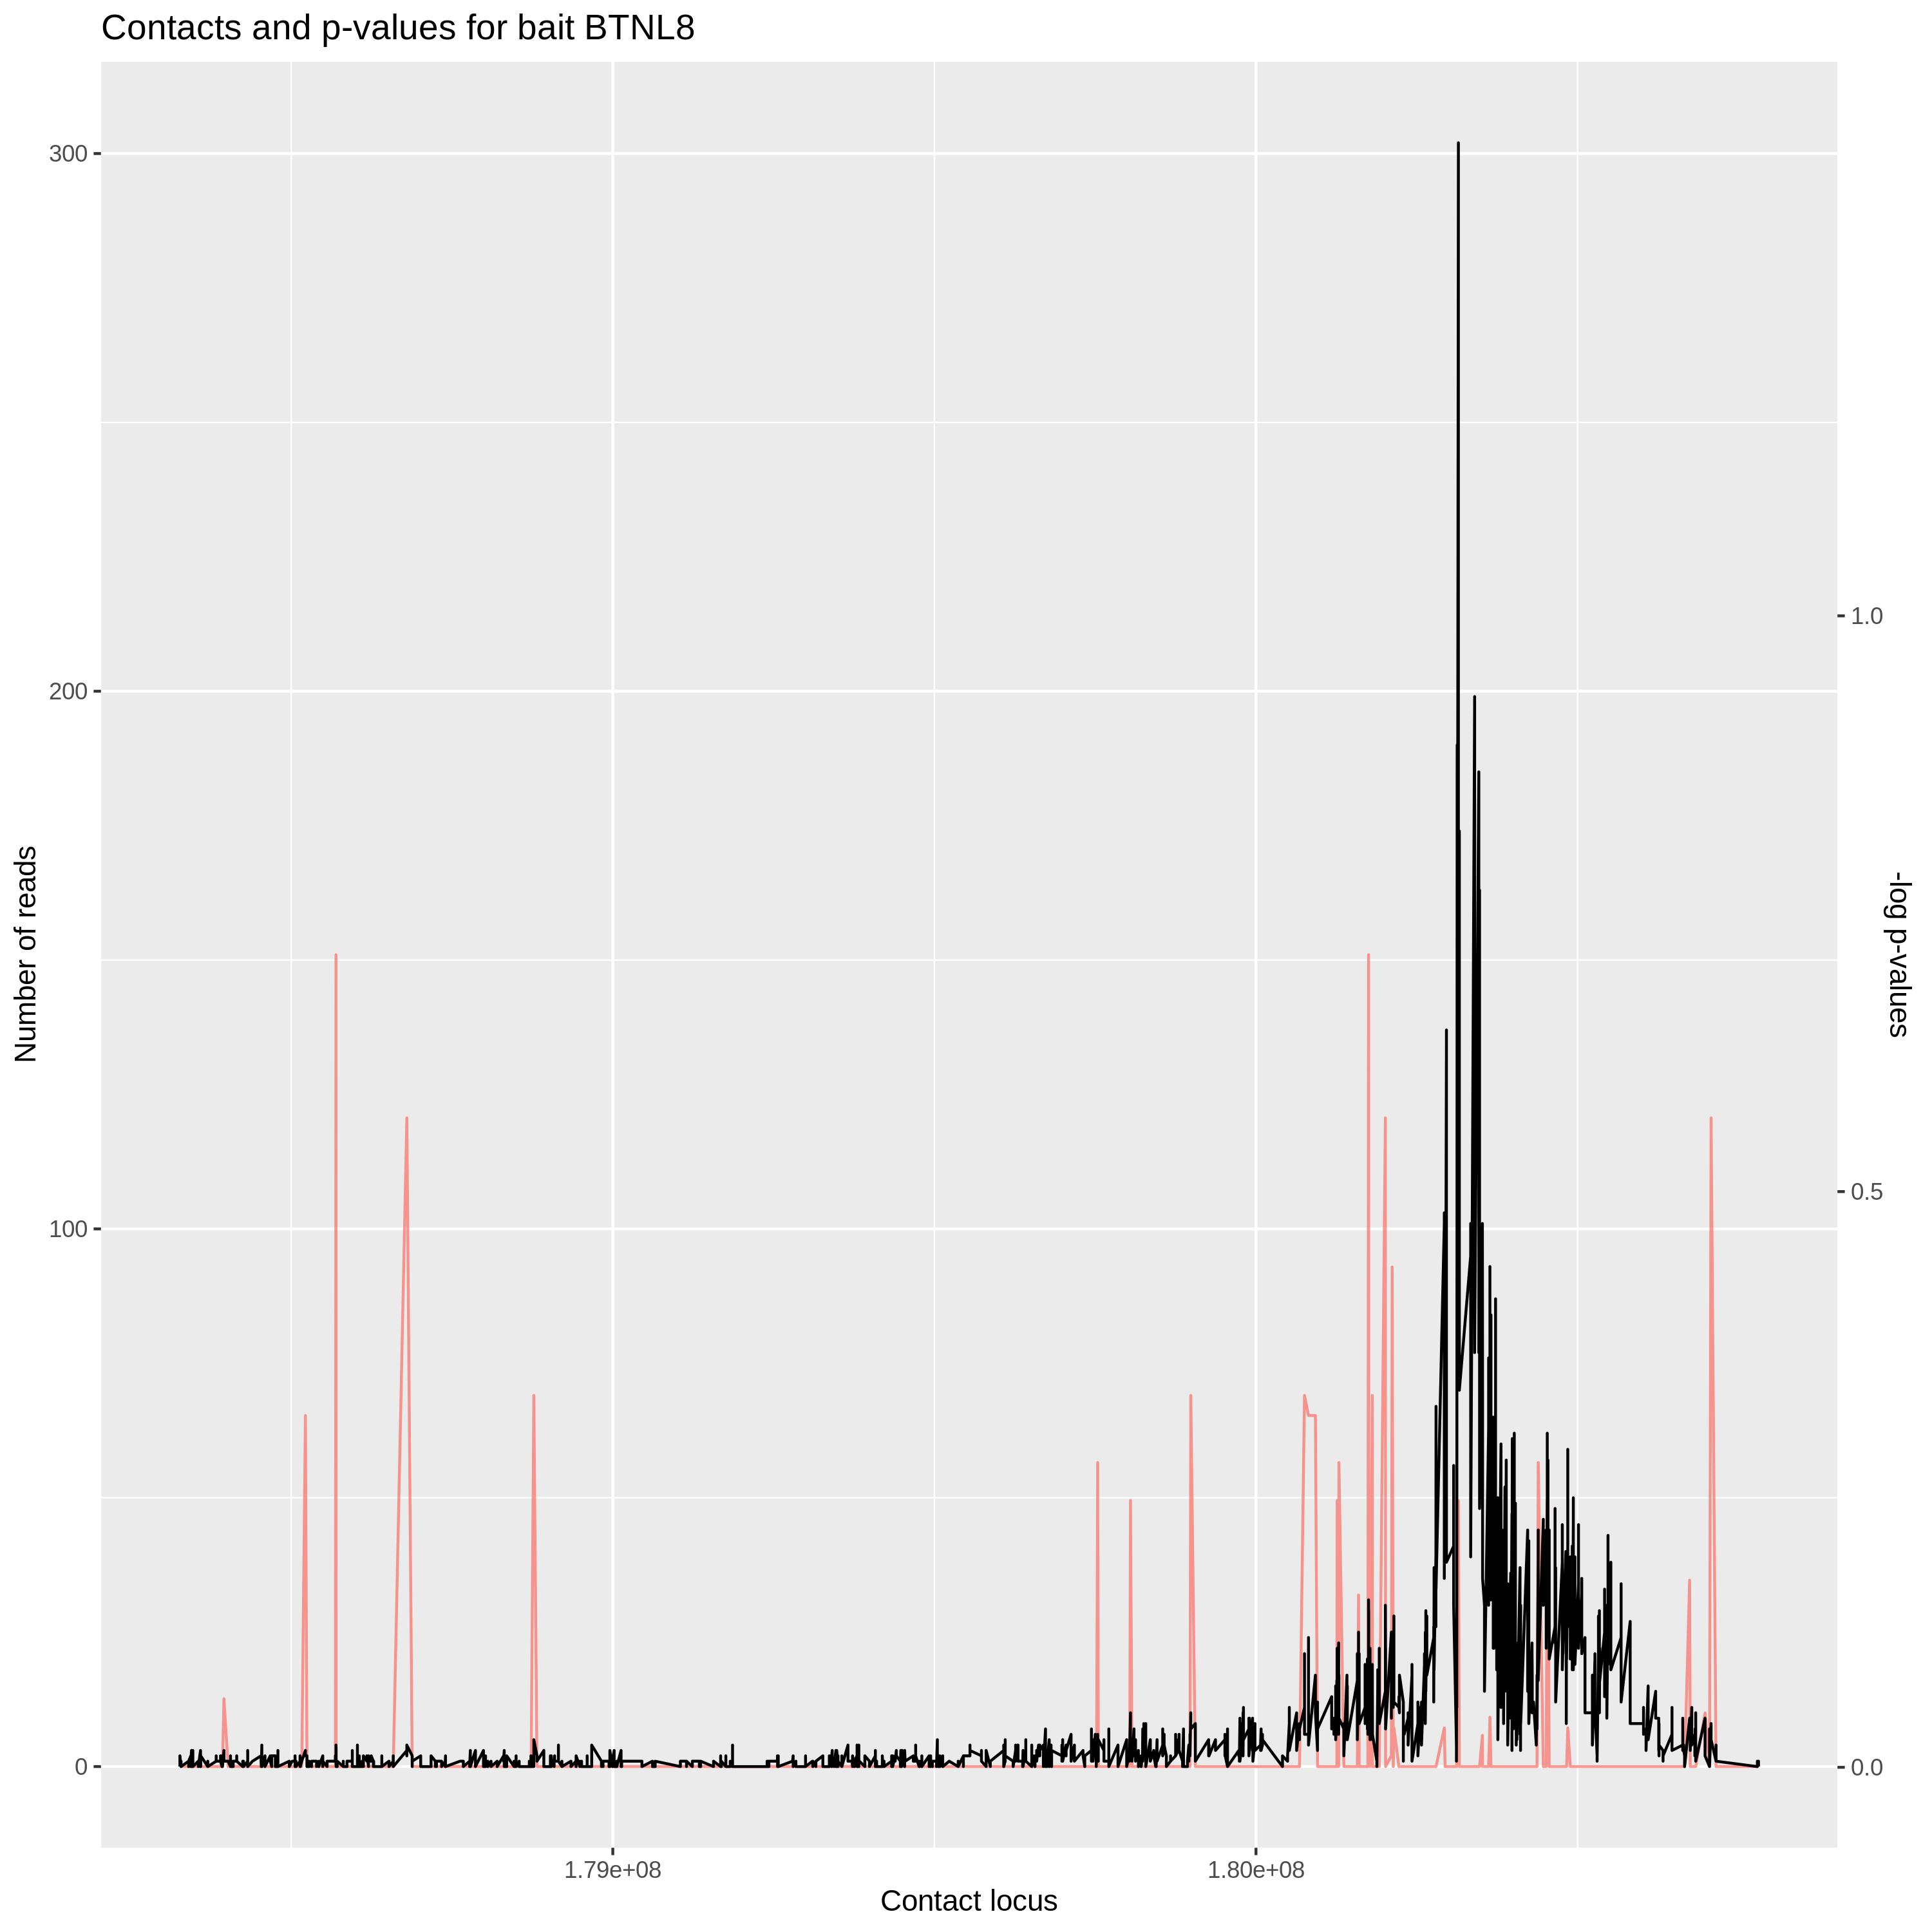 Contacts and p-values for bait BTNL8
300
200
100
0
Number of reads
1.0
0.5
0.0
-log p-values
1.79e+08
1.80e+08
Contact locus